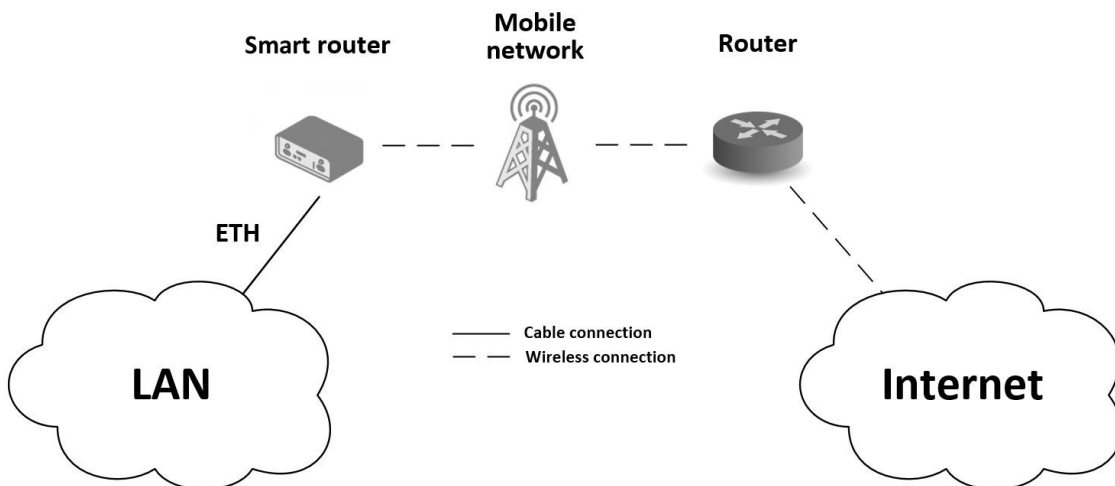 Smart router
Mobile
network
Router
ETH
Cable connection
Wireless connection
LAN
Internet